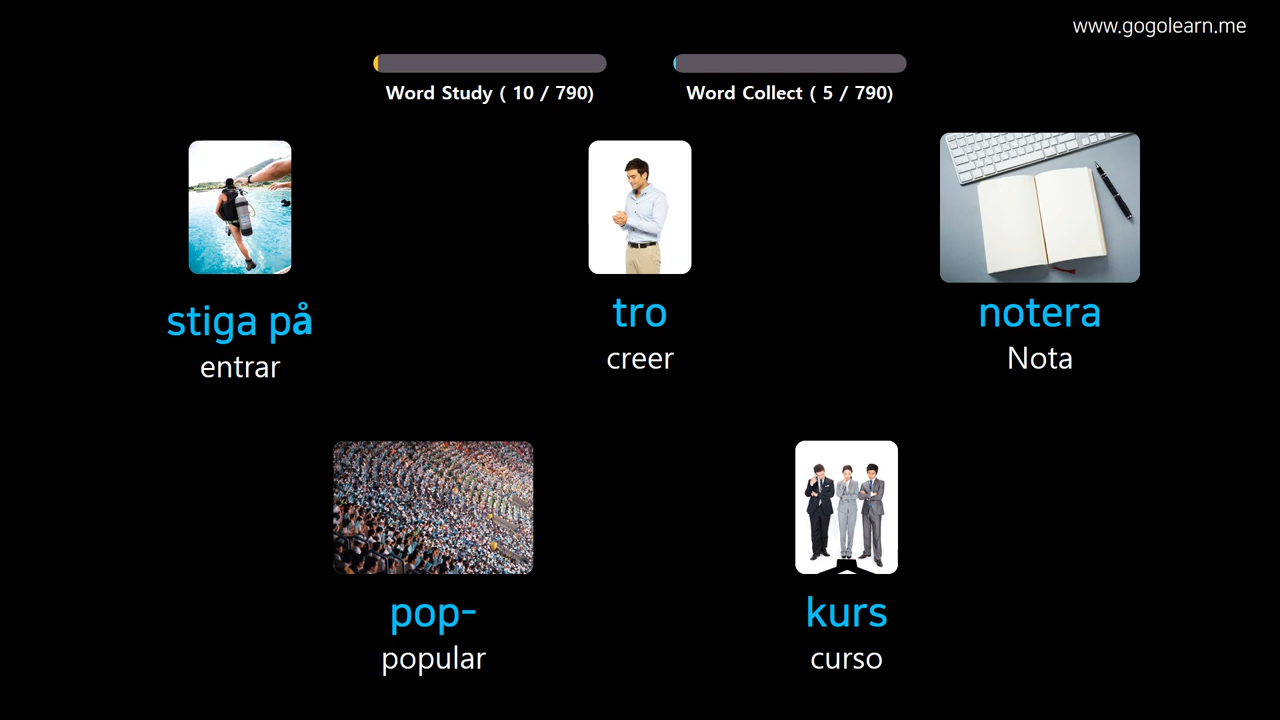 www.gogolearn.me
Word Study ( 10 / 790)
Word Collect ( 5 / 790)
stiga på
entrar
tro
creer
notera
Nota
pop-
popular
kurs
curso